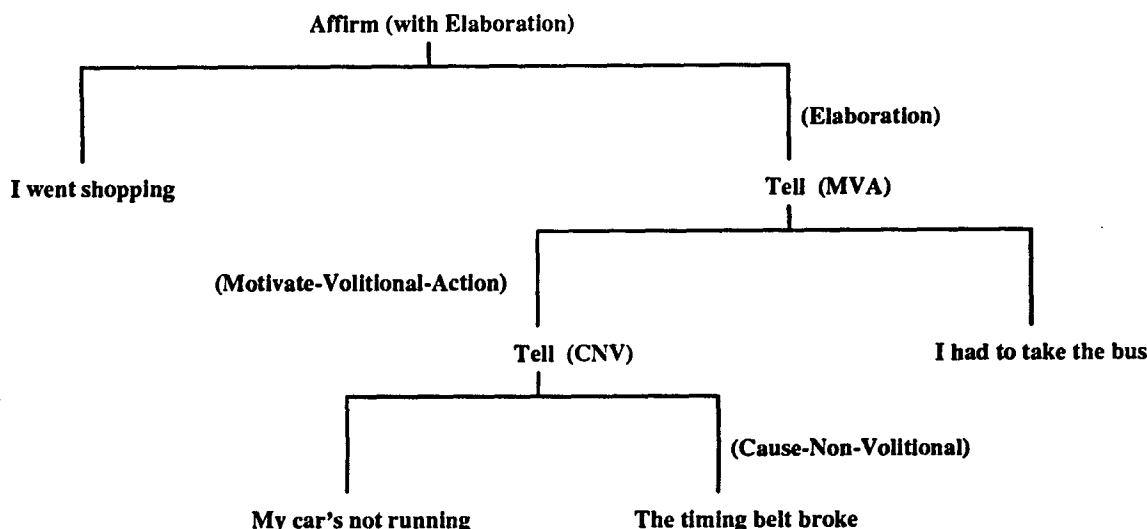 Affirm (with Elaboration)
(Elaboration)
I went shopping
Tell (MVA)
(Motivate-Volitional-Action)
Tell (CNV)
I had to take the bus
(Cause-Non-Volitional)
My car's not running
The timing belt broke